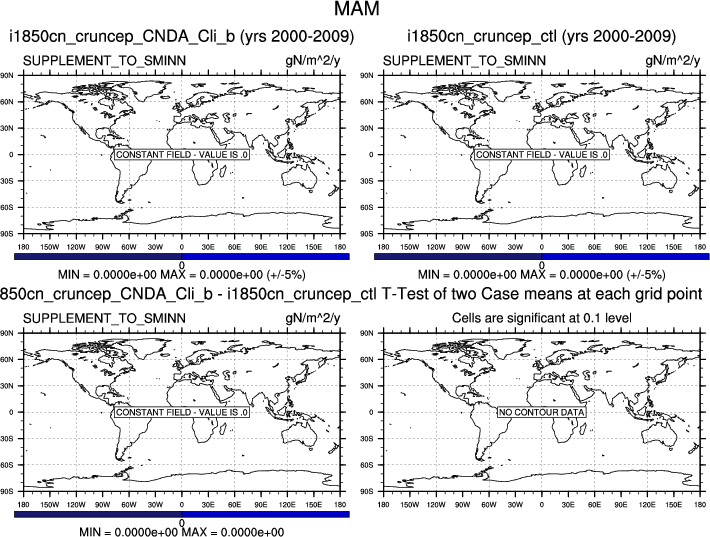 MAM
i1850cn_cruncep_CNDA_Cli_b (yrs 2000-2009)
SUPPLEMENT_TO_SMINN gN/m^2/y
90N
60N
30N
0
30S
60S
90S
CONSTANT FIELD - VALUE IS .0
180 150W 120W 90W 60W 30W 0 30E 60E 90E 120E 150E 180
0
MIN = 0.0000e+00 MAX = 0.0000e+00 (+/-5%)
i1850cn_cruncep_ctl (yrs 2000-2009)
SUPPLEMENT_TO_SMINN gN/m^2/y
90N
60N
30N
0
30S
60S
90S
CONSTANT FIELD - VALUE IS .0
180 150W 120W 90W 60W 30W 0 30E 60E 90E 120E 150E 180
0
MIN = 0.0000e+00 MAX = 0.0000e+00 (+/-5%)
850cn_cruncep_CNDA_Cli_b - i1850cn_cruncep_ctl
SUPPLEMENT_TO_SMINN gN/m^2/y
90N
60N
30N
0
30S
60S
90S
CONSTANT FIELD - VALUE IS .0
180 150W 120W 90W 60W 30W 0 30E 60E 90E 120E 150E 180
0
MIN = 0.0000e+00 MAX = 0.0000e+00
T-Test of two Case means at each grid point
Cells are significant at 0.1 level
90N
60N
30N
0
30S
60S
90S
NO CONTOUR DATA
180 150W 120W 90W 60W 30W 0 30E 60E 90E 120E 150E 180